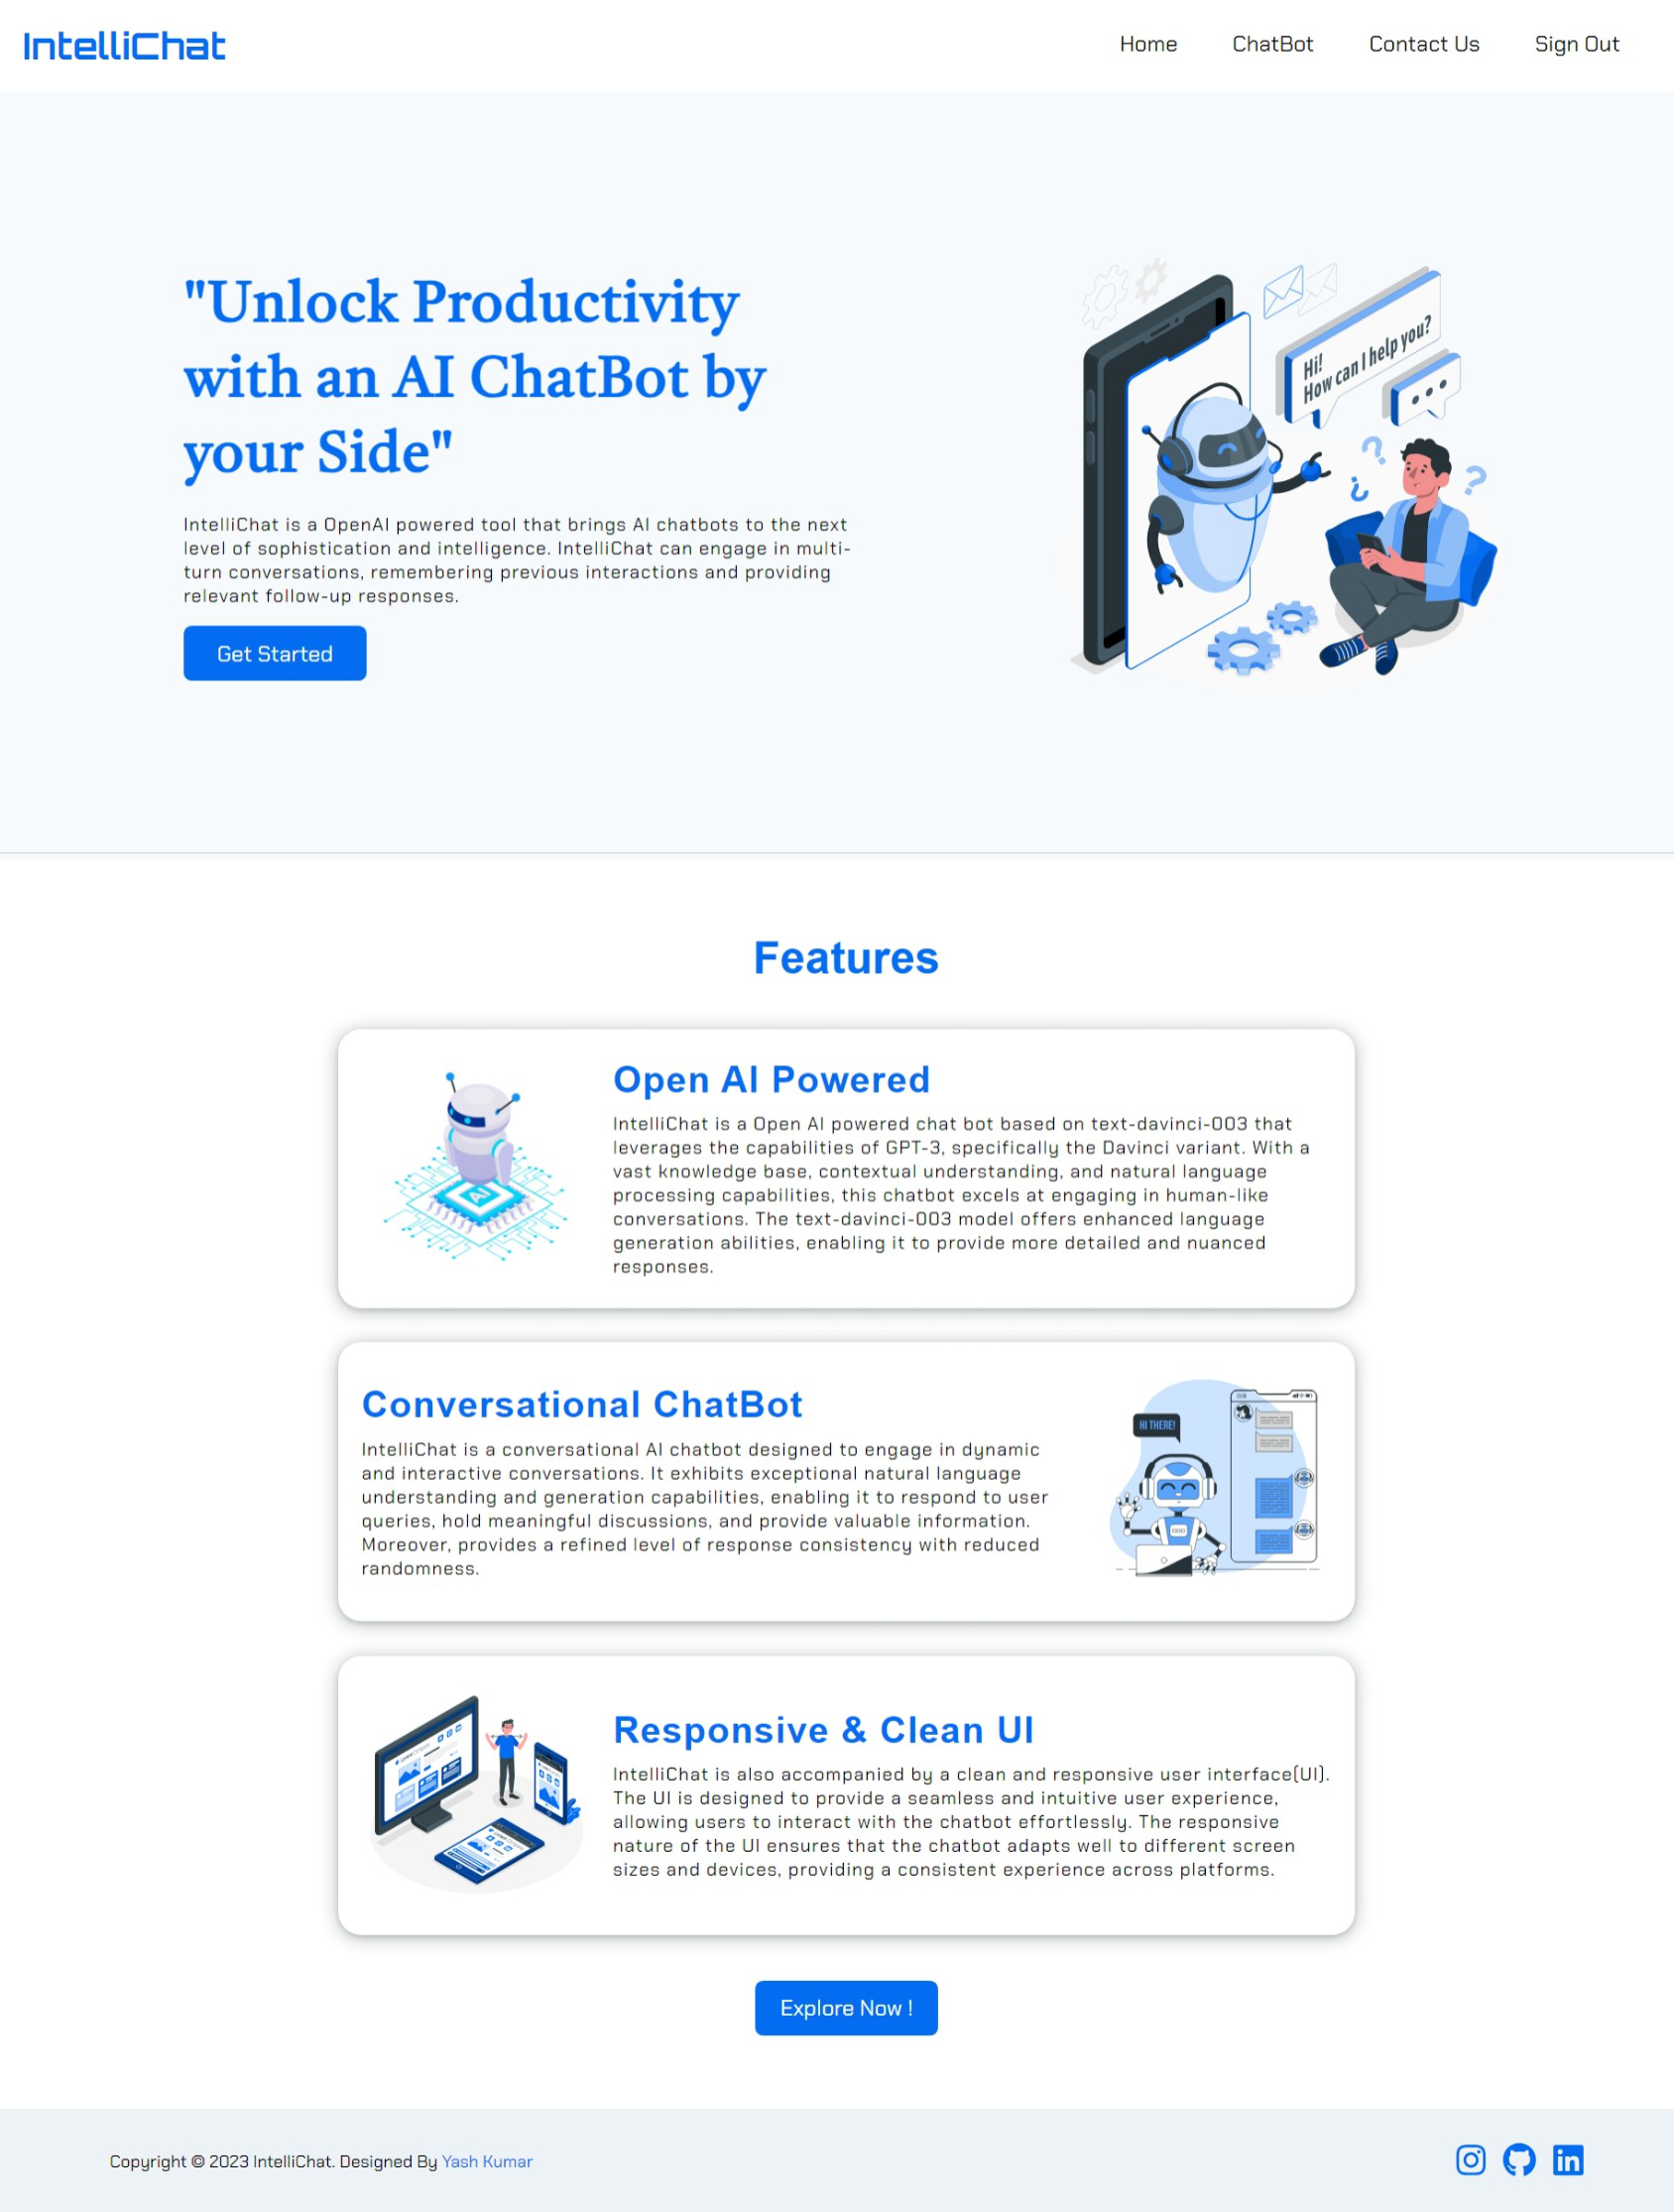 IntelliChat
Home ChatBot Contact Us Sign Out
"Unlock Productivity
with an AI ChatBot by
your Side"
IntelliChat is a OpenAI powered tool that brings AI chatbots to the next
level of sophistication and intelligence. IntelliChat can engage in multi-
turn conversations, remembering previous interactions and providing
relevant follow-up responses.
Get Started
Hi!
How can I help you?
Features
AI
Open AI Powered
IntelliChat is a Open AI powered chat bot based on text-davinci-003 that
leverages the capabilities of GPT-3, specifically the Davinci variant. With a
vast knowledge base, contextual understanding, and natural language
processing capabilities, this chatbot excels at engaging in human-like
conversations. The text-davinci-003 model offers enhanced language
generation abilities, enabling it to provide more detailed and nuanced
responses.
Conversational ChatBot
IntelliChat is a conversational AI chatbot designed to engage in dynamic
and interactive conversations. It exhibits exceptional natural language
understanding and generation capabilities, enabling it to respond to user
queries, hold meaningful discussions, and provide valuable information.
Moreover, provides a refined level of response consistency with reduced
randomness.
HI THERE!
Responsive & Clean UI
IntelliChat is also accompanied by a clean and responsive user interface(UI).
The UI is designed to provide a seamless and intuitive user experience,
allowing users to interact with the chatbot effortlessly. The responsive
nature of the UI ensures that the chatbot adapts well to different screen
sizes and devices, providing a consistent experience across platforms.
Explore Now !
Copyright © 2023 IntelliChat. Designed By Yash Kumar